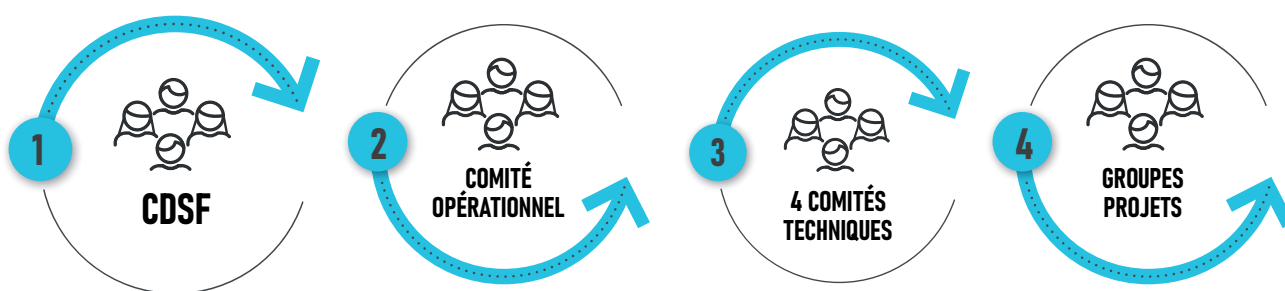 1
CDSF
2
COMITÉ
OPÉRATIONNEL
3
4 COMITÉS
TECHNIQUES
4
GROUPES
PROJETS